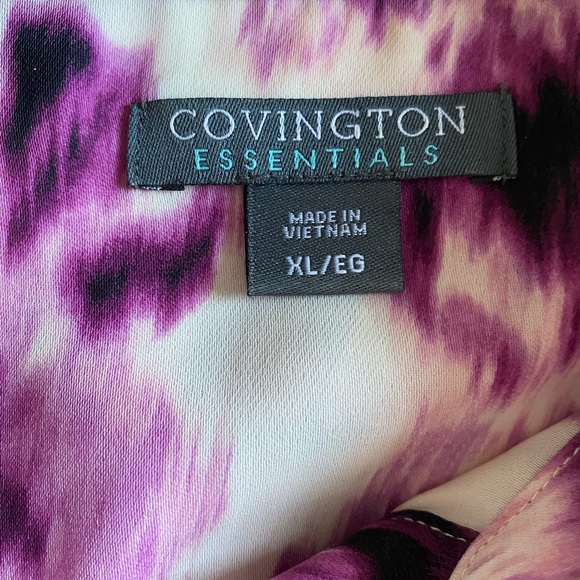 COVINGTON
ESSENTIALS
MADE IN
VIETNAM
XL/EG